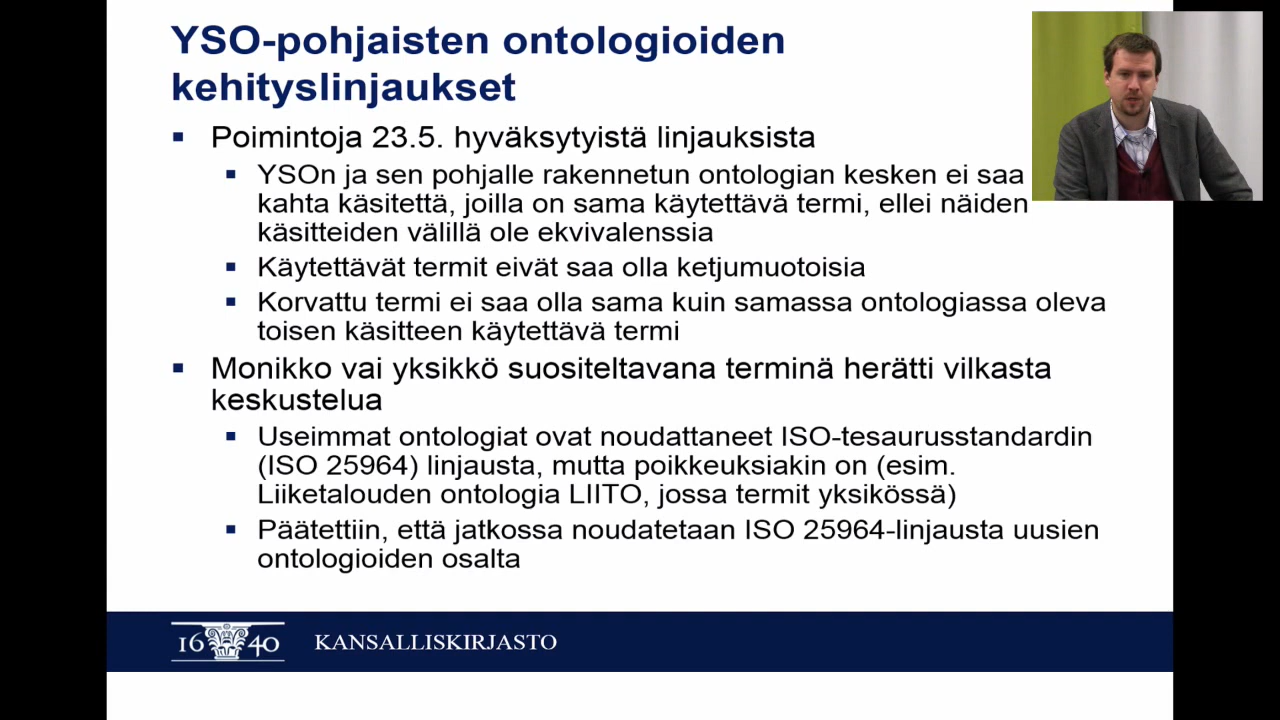 YSO-pohjaisten ontologioiden
kehityslinjaukset
Poimintoja 23.5. hyväksytyistä linjauksista
YSOn ja sen pohjalle rakennetun ontologian kesken ei saa
kahta käsitettä, joilla on sama käytettävä termi, ellei näiden
käsitteiden välillä ole ekvivalenssia
Käytettävät termit eivät saa olla ketjumuotoisia
Korvattu termi ei saa olla sama kuin samassa ontologiassa oleva
toisen käsitteen käytettävä termi
Monikko vai yksikkö suositeltavana terminä herätti vilkasta
keskustelua
Useimmat ontologiat ovat noudattaneet ISO-tesaurusstandardin
(ISO 25964) linjausta, mutta poikkeuksiakin on (esim.
Liiketalouden ontologia LIITO, jossa termit yksikössä)
Päätettiin, että jatkossa noudatetaan ISO 25964-linjausta uusien
ontologioiden osalta
1640 KANSALLISKIRJASTO